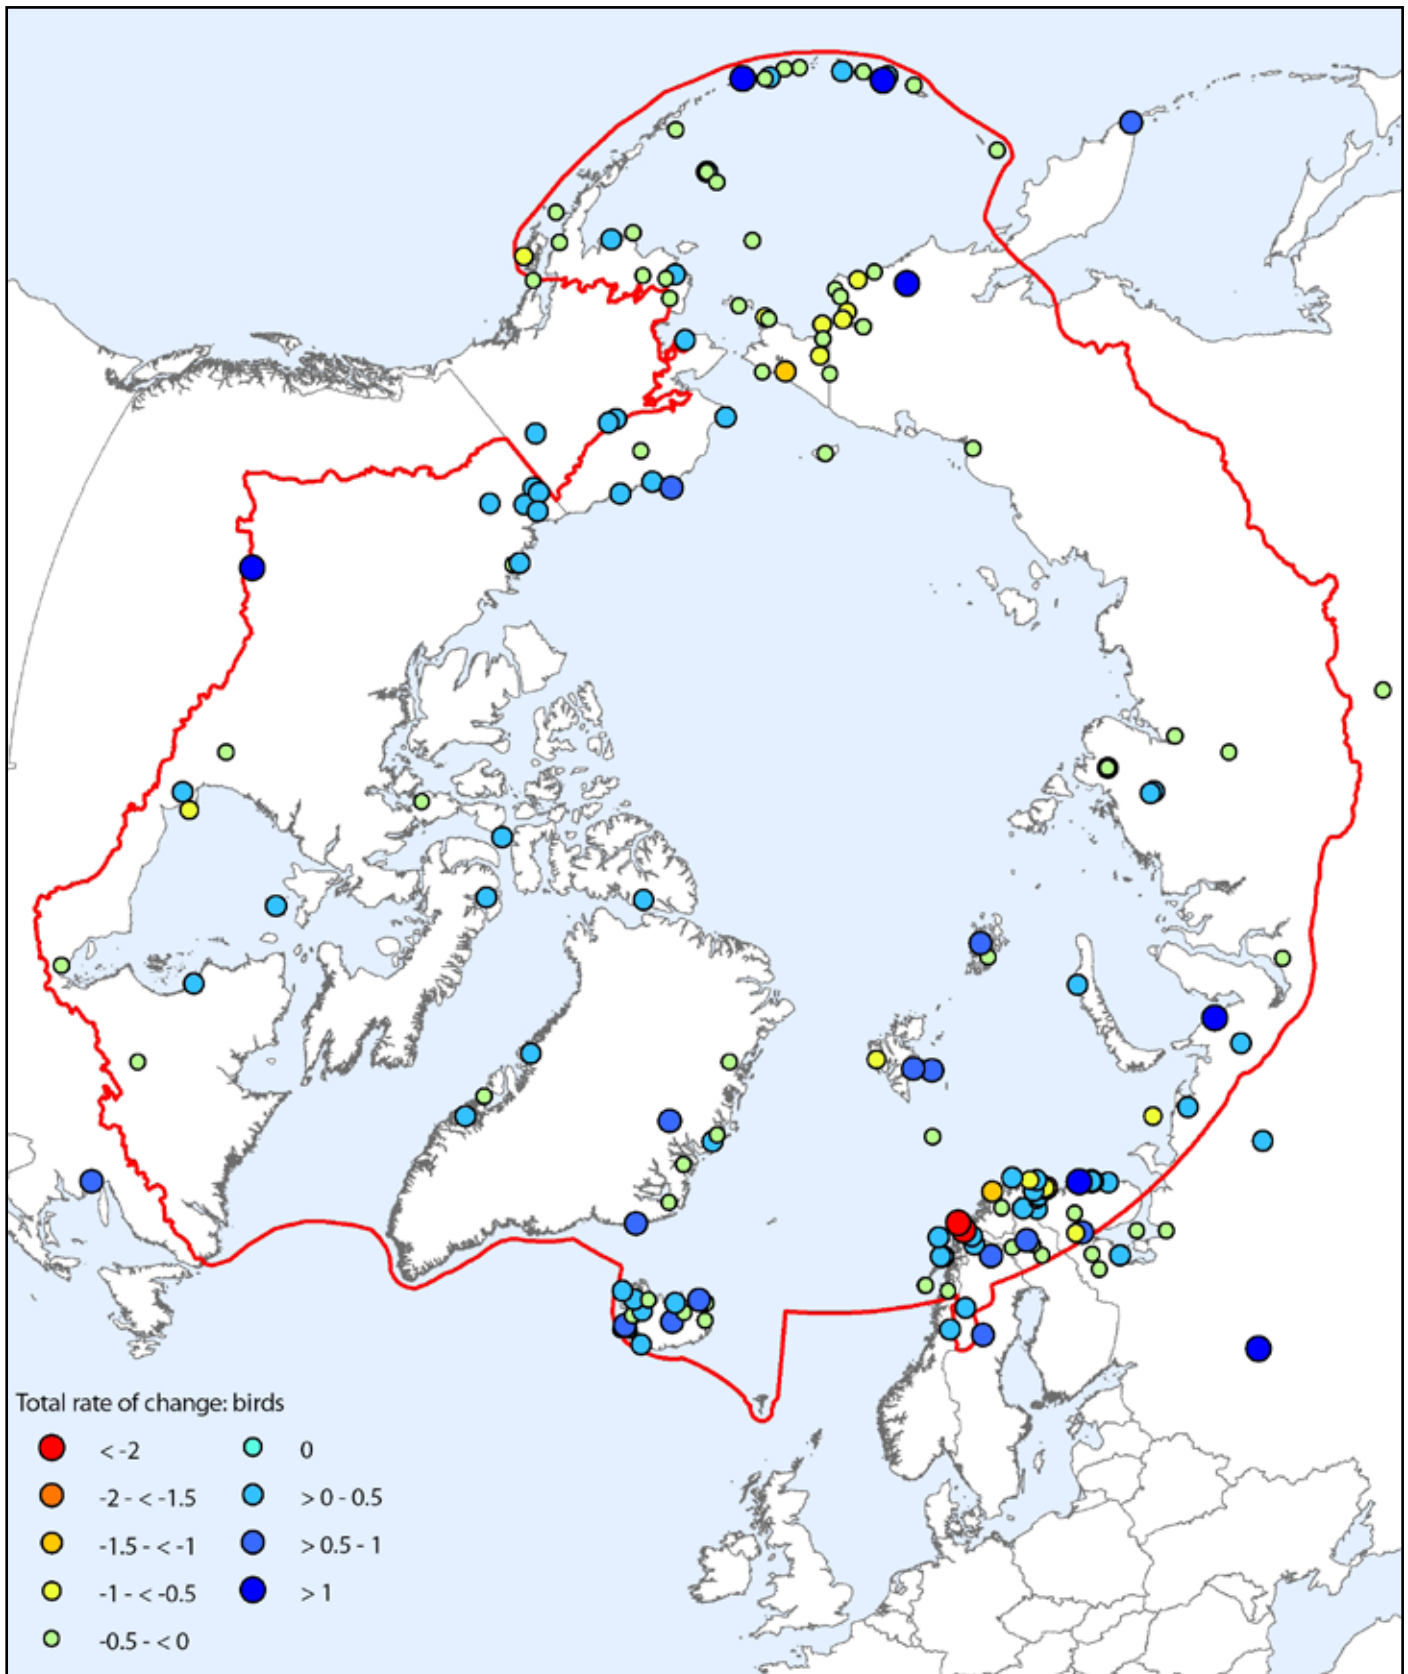 Total rate of change: birds
< -2
0
-2 - < -1.5
> 0 - 0.5
-1.5 - < -1
> 0.5 - 1
-1 - < -0.5
> 1
-0.5 - < 0